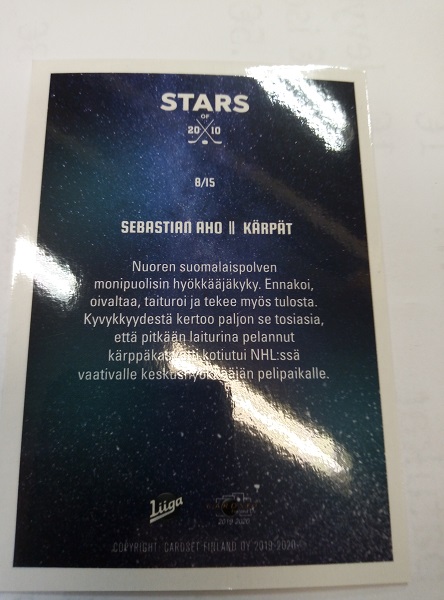 STARS
OF
20 10
8/15
SEBASTIAN AHO || KÄRPÄT
Nuoren suomalaispolven
monipuolisin hyökkääjäkyky. Ennakoi,
oivaltaa, taituroi ja tekee myös tulosta.
Kyvykkyydestä kertoo paljon se tosiasia,
että pitkään laiturina pelannut
kärppäkasvatti kotiutui NHL:ssä
vaativalle keskushyökkääjän pelipaikalle.
Liiga
2019-2020
COPYRIGHT: CARDSET FINLAND OY 2019-2020